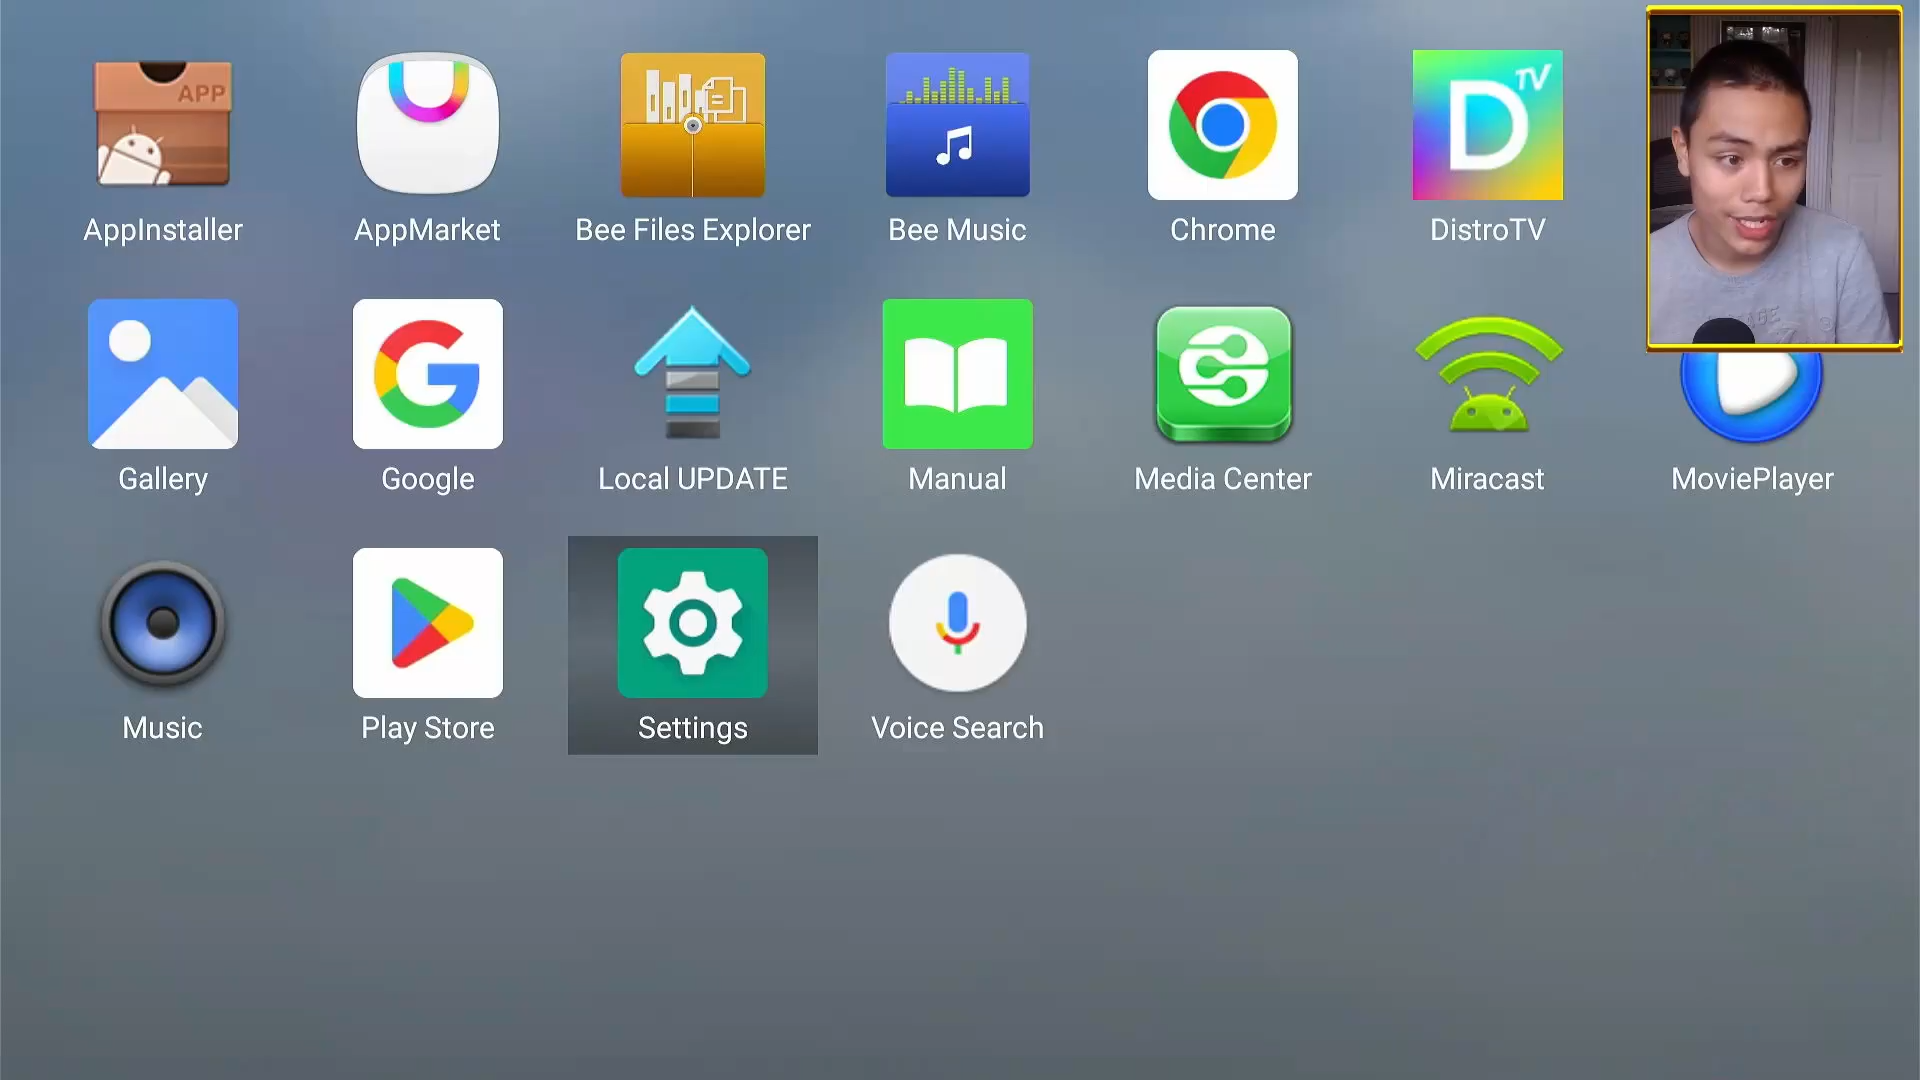 APP
TV
D
AppInstaller
AppMarket
Bee Files Explorer
Bee Music
Chrome
DistroTV
G
Gallery
Google
Local UPDATE
Manual
Media Center
Miracast
MoviePlayer
Music
Play Store
Settings
Voice Search